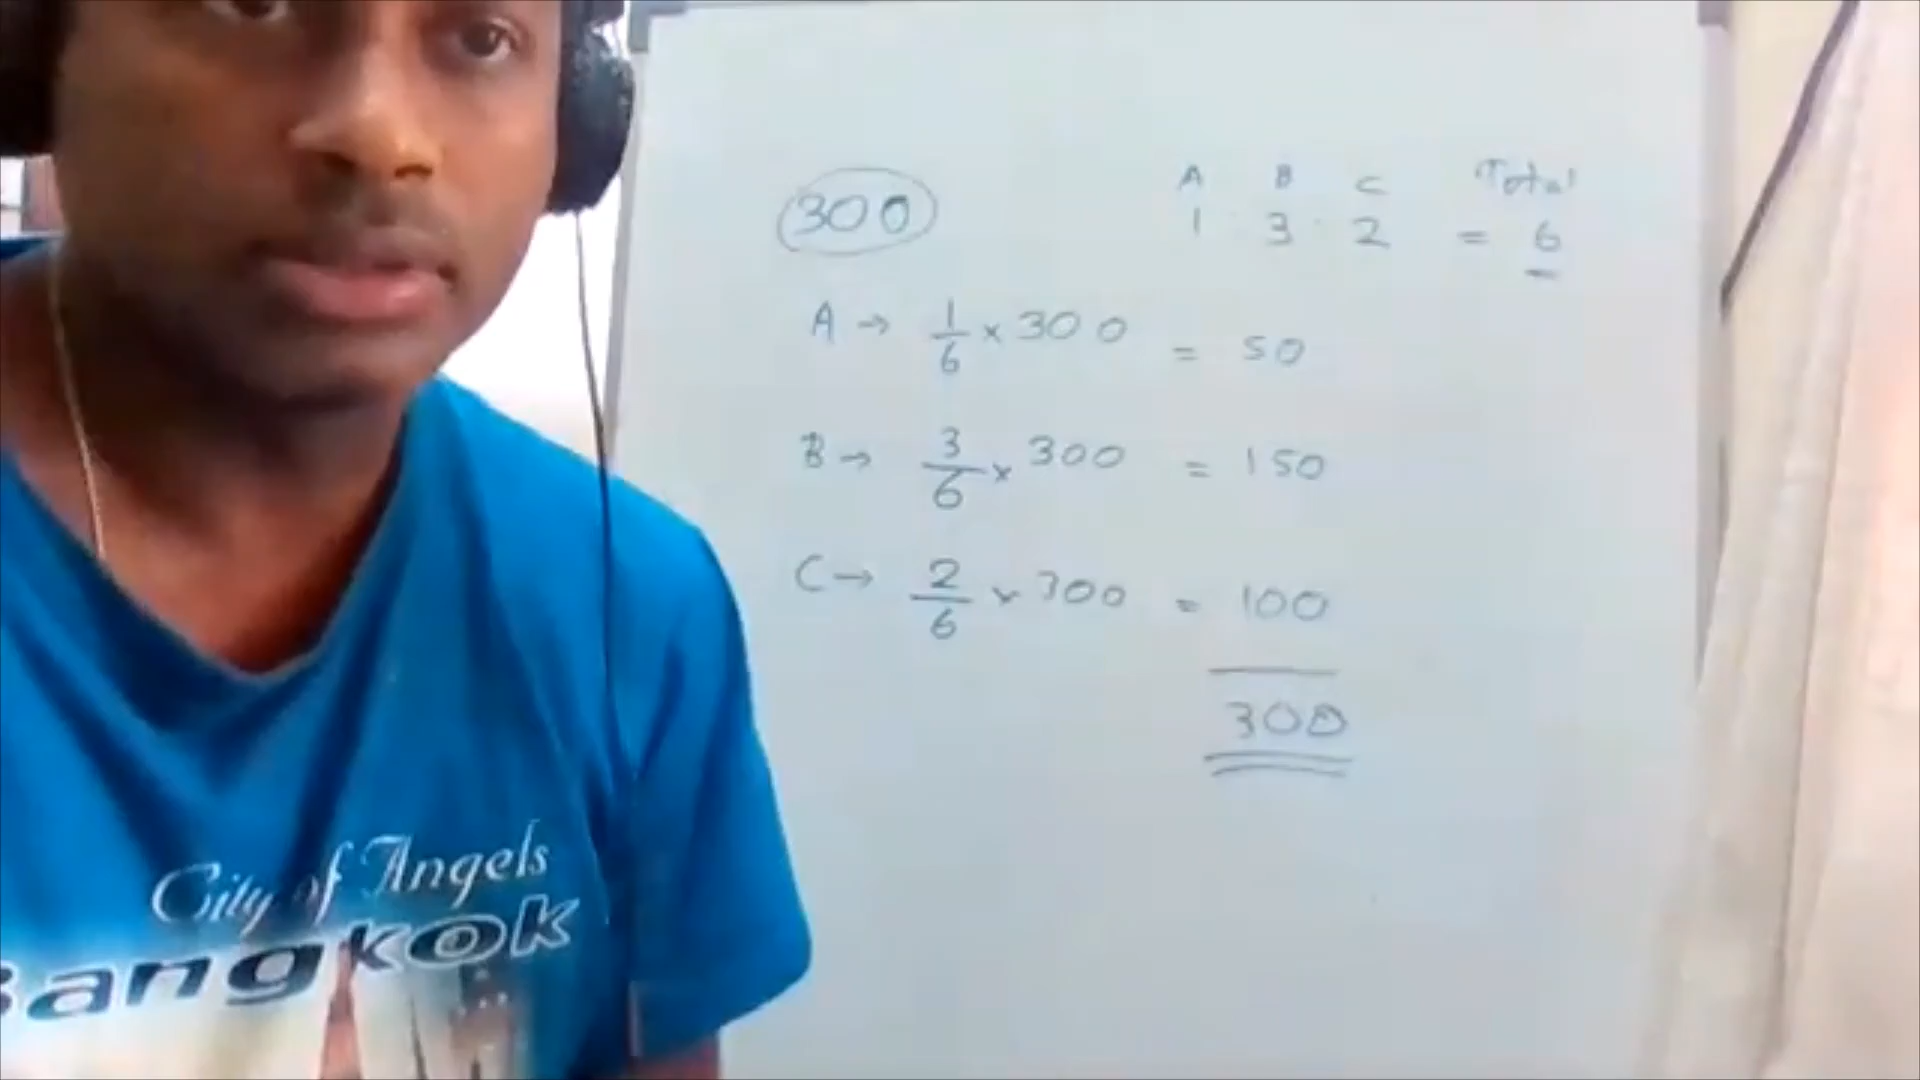 A B C Total
300 1 : 3 : 2 = 6
A → 1/6 × 300 = 50
B → 3/6 × 300 = 150
C → 2/6 × 300 = 100
300
City of Angels
Bangkok